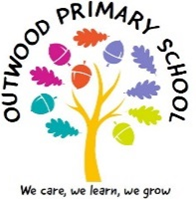 OUTWOOD PRIMARY SCHOOL
We care, we learn, we grow